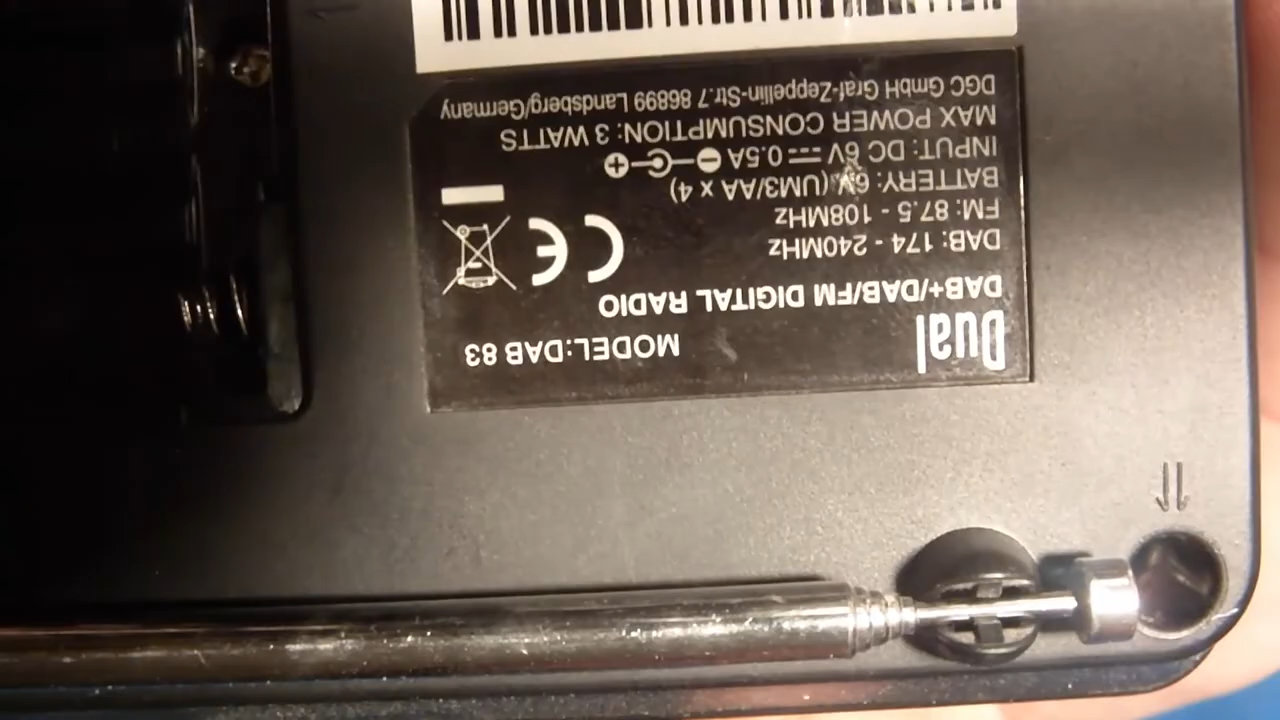 Dual MODEL:DAB 83
DAB+/DAB/FM DIGITAL RADIO
DAB: 174 - 240MHz
FM: 87.5 - 108MHz
BATTERY: 6V (UM3/AA x 4)
INPUT: DC 6V 0.5A
MAX POWER CONSUMPTION: 3 WATTS
DGC GmbH Graf-Zeppelin-Str.7 86899 Landsberg/Germany
CE